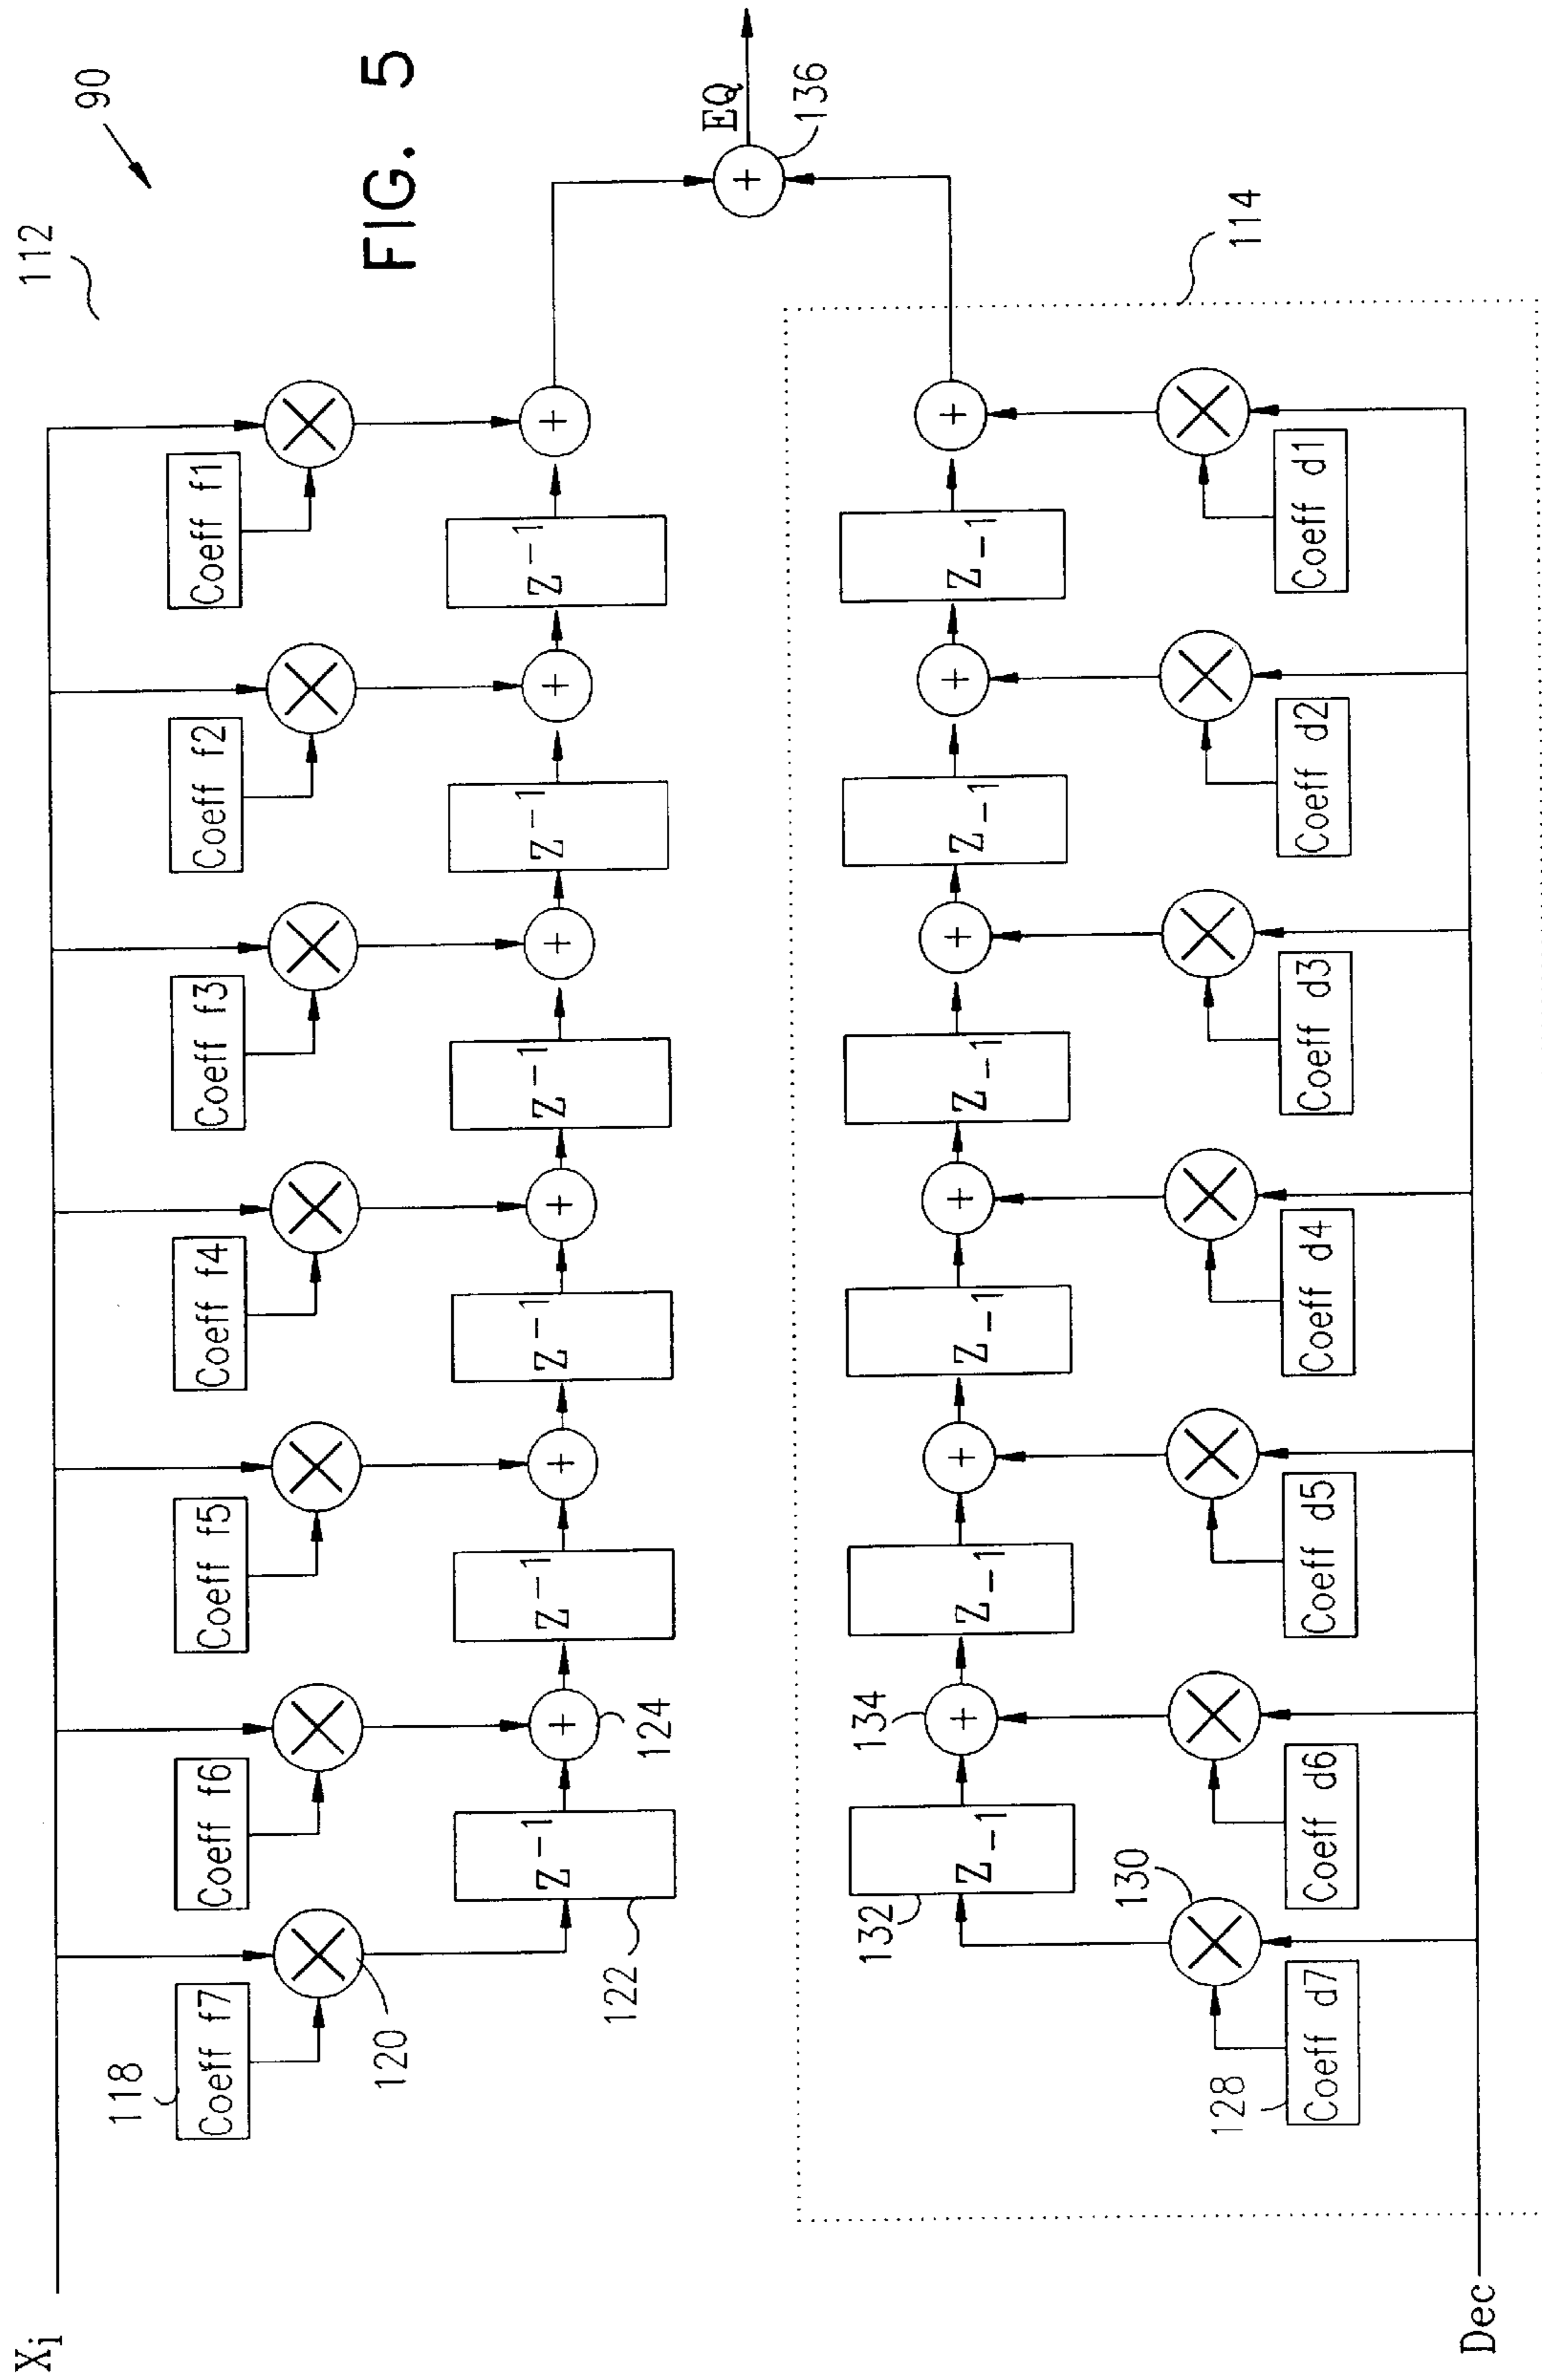 Xi
112
90
118
Coeff f7
Coeff f6
Coeff f5
Coeff f4
Coeff f3
Coeff f2
Coeff f1
FIG. 5
120
+
+
+
+
+
+
Z⁻¹
Z⁻¹
Z⁻¹
Z⁻¹
Z⁻¹
Z⁻¹
122
124
EQ
+
136
132
134
+
+
+
+
+
+
Z₋₁
Z₋₁
Z₋₁
Z₋₁
Z₋₁
Z₋₁
130
114
128
Coeff d7
Coeff d6
Coeff d5
Coeff d4
Coeff d3
Coeff d2
Coeff d1
Dec